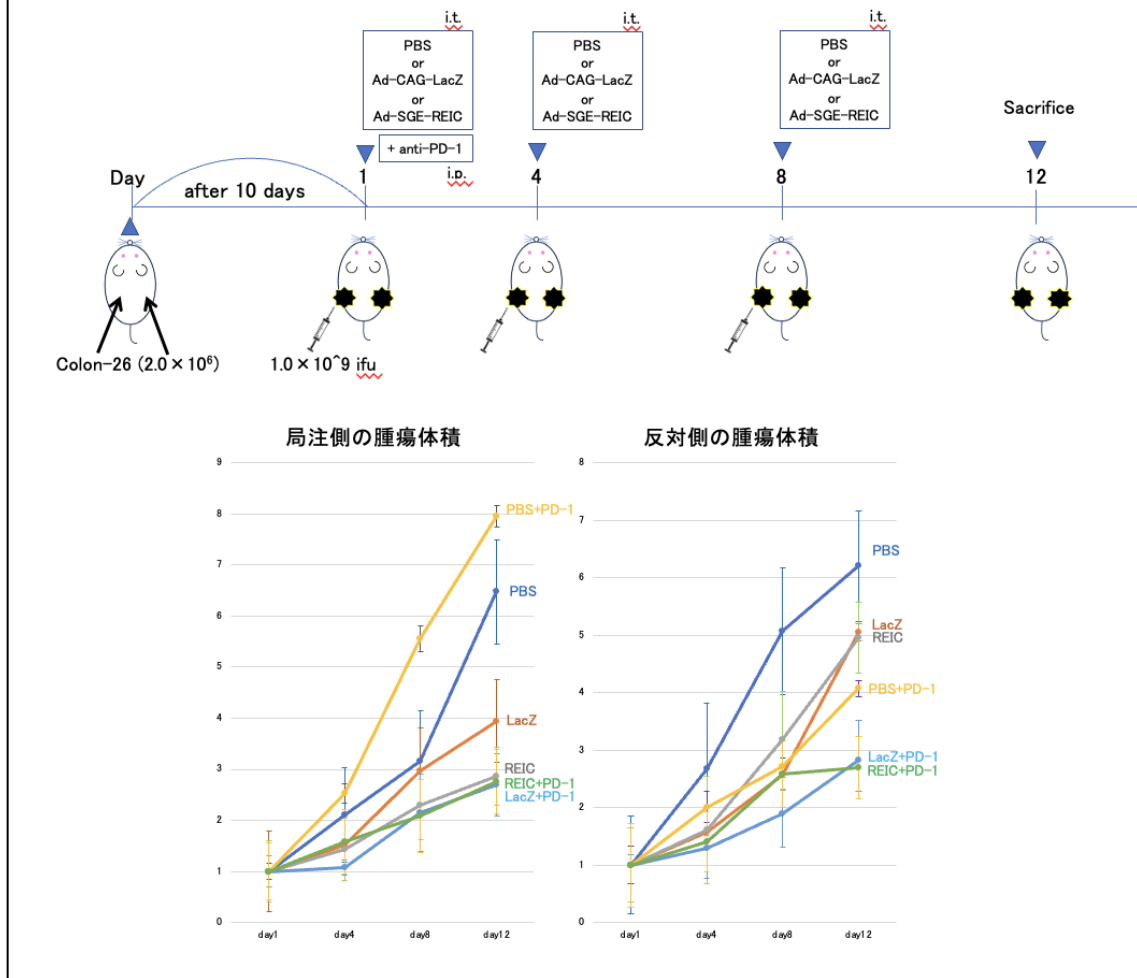 i.t.
PBS
or
Ad-CAG-LacZ
or
Ad-SGE-REIC
+ anti-PD-1
i.p.
i.t.
PBS
or
Ad-CAG-LacZ
or
Ad-SGE-REIC
i.t.
PBS
or
Ad-CAG-LacZ
or
Ad-SGE-REIC
Sacrifice
Day
after 10 days
1
4
8
12
Colon-26 (2.0×10⁶)
1.0×10^9 ifu
局注側の腫瘍体積
9
8
7
6
5
4
3
2
1
0
PBS+PD-1
PBS
LacZ
REIC
REIC+PD-1
LacZ+PD-1
day1
day4
day8
day12
反対側の腫瘍体積
8
7
6
5
4
3
2
1
0
PBS
LacZ
REIC
PBS+PD-1
LacZ+PD-1
REIC+PD-1
day1
day4
day8
day12